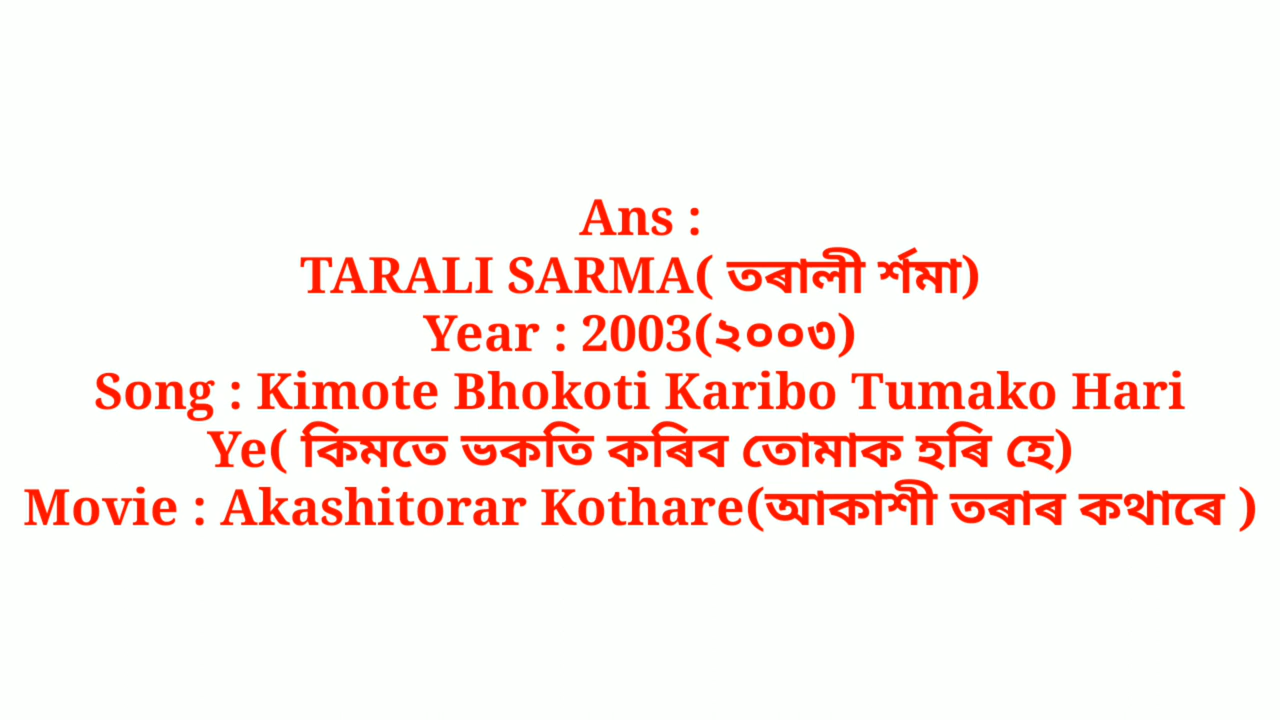 Ans :
TARALI SARMA( তৰালী ৰ্শমা)
Year : 2003(২০০৩)
Song : Kimote Bhokoti Karibo Tumako Hari
Ye( কিমতে ভকতি কৰিব তোমাক হৰি হে)
Movie : Akashitorar Kothare(আকাশী তৰাৰ কথাৰে )